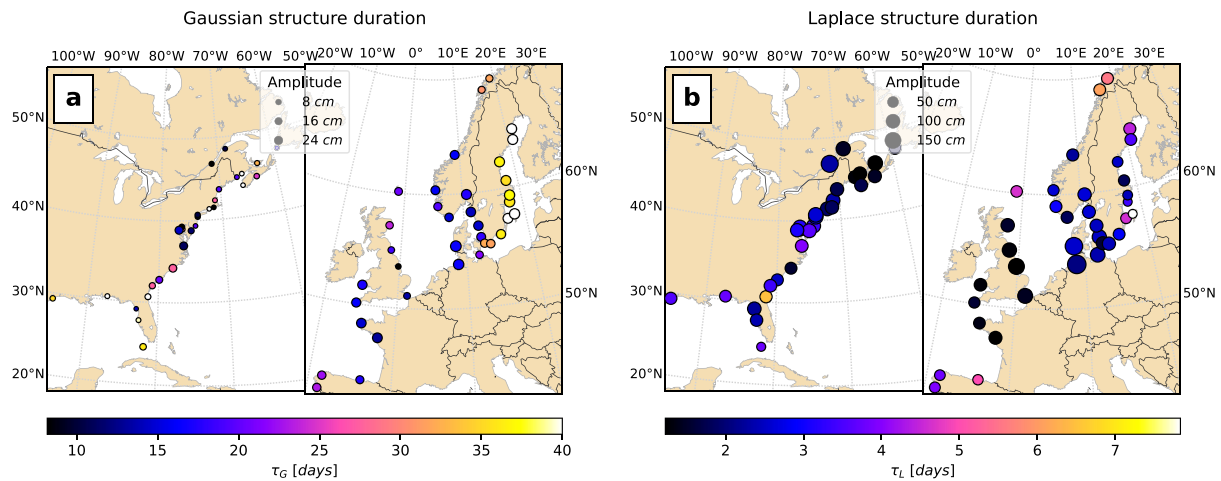 Gaussian structure duration
Laplace structure duration
100°W 90°W 80°W 70°W 60°W 50°W 20°W 10°W 0° 10°E 20°E 30°E
100°W 90°W 80°W 70°W 60°W 50°W 20°W 10°W 0° 10°E 20°E 30°E
a
Amplitude
8 cm
16 cm
24 cm
b
Amplitude
50 cm
100 cm
150 cm
50°N
40°N
30°N
20°N
60°N
50°N
50°N
40°N
30°N
20°N
60°N
50°N
10 15 20 25 30 35 40
τG [days]
2 3 4 5 6 7
τL [days]